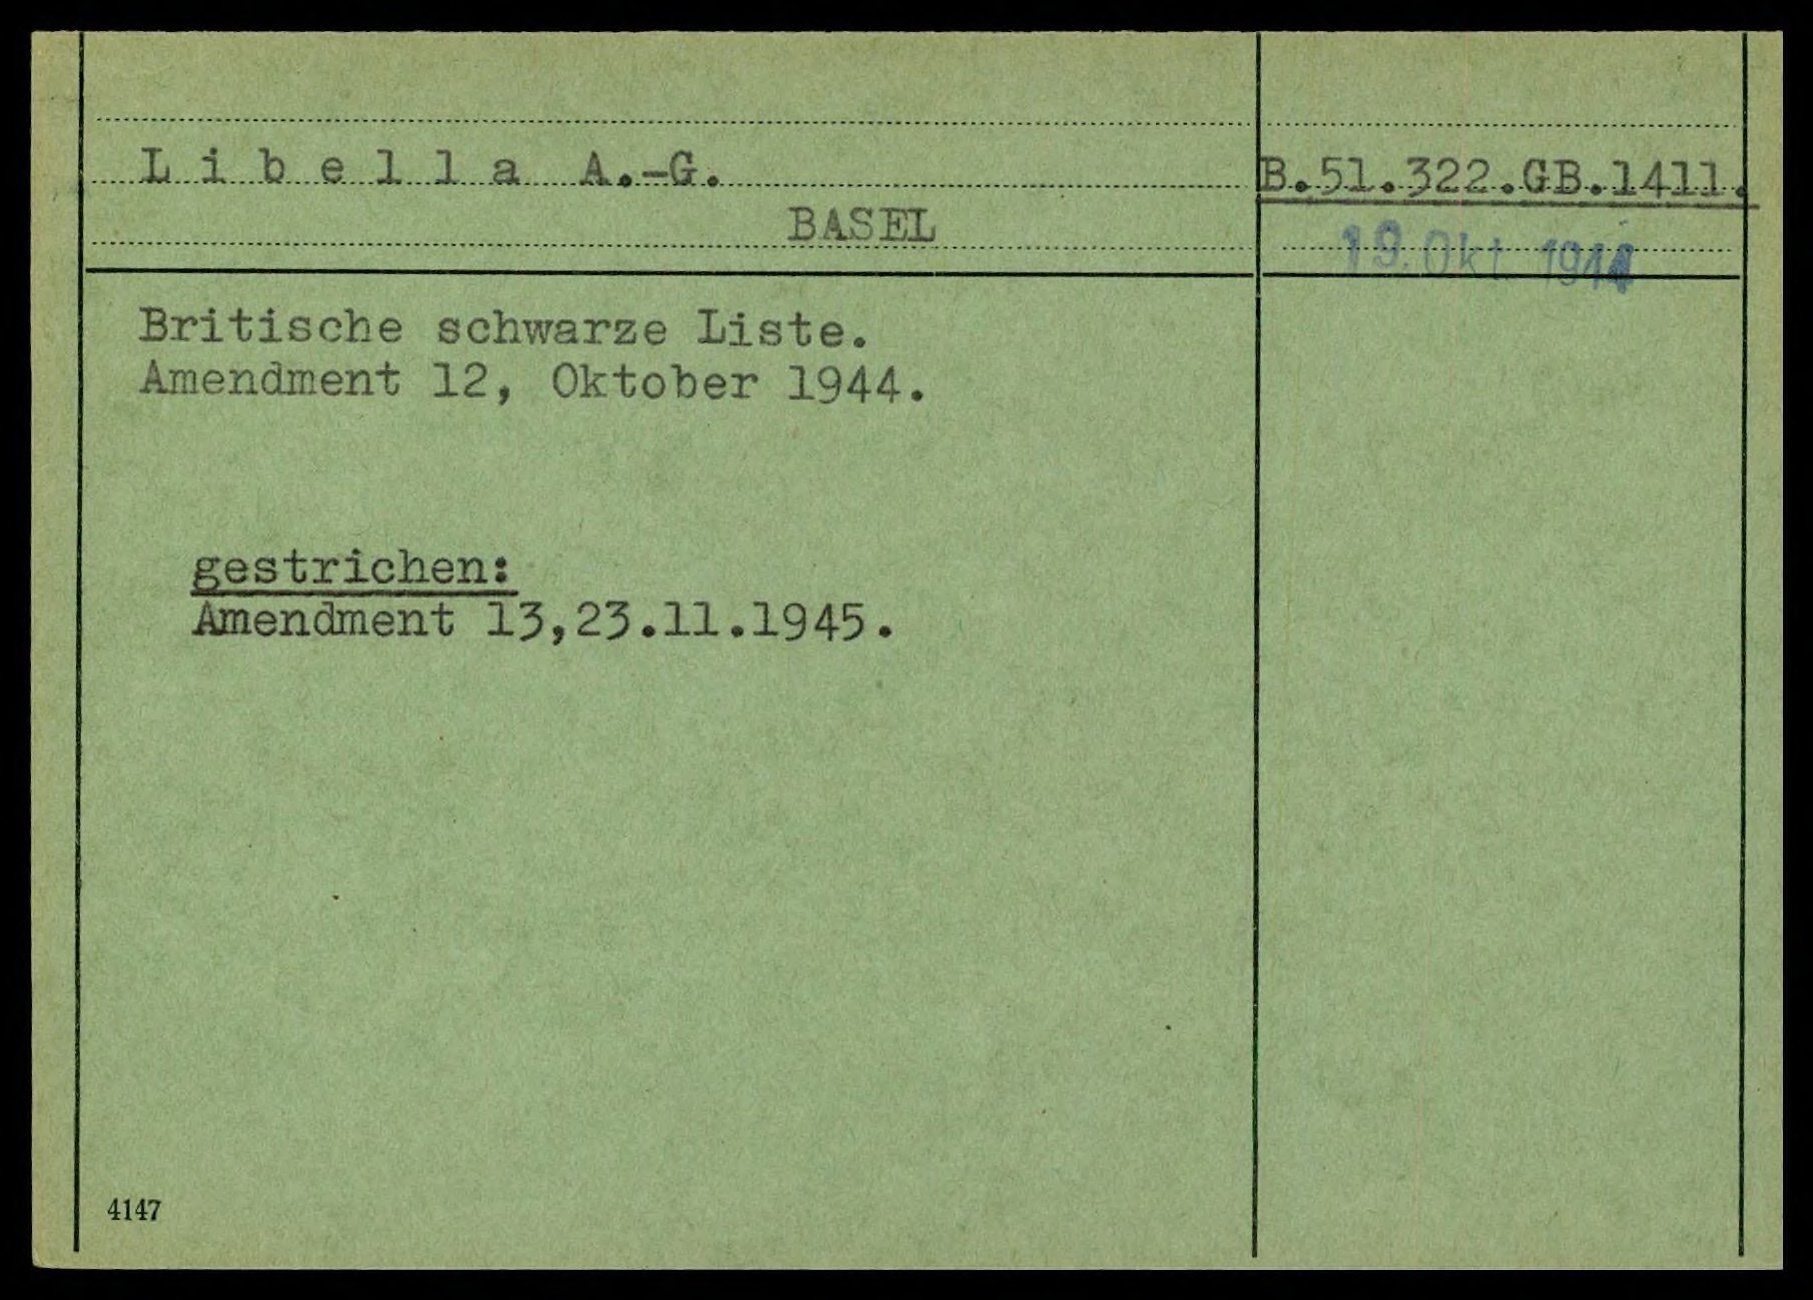 L i b e l l a A.-G.
B.51.322.GB.1411.
BASEL
19. Okt. 1944
Britische schwarze Liste.
Amendment 12, Oktober 1944.
gestrichen:
Amendment 13,23.11.1945.
4147